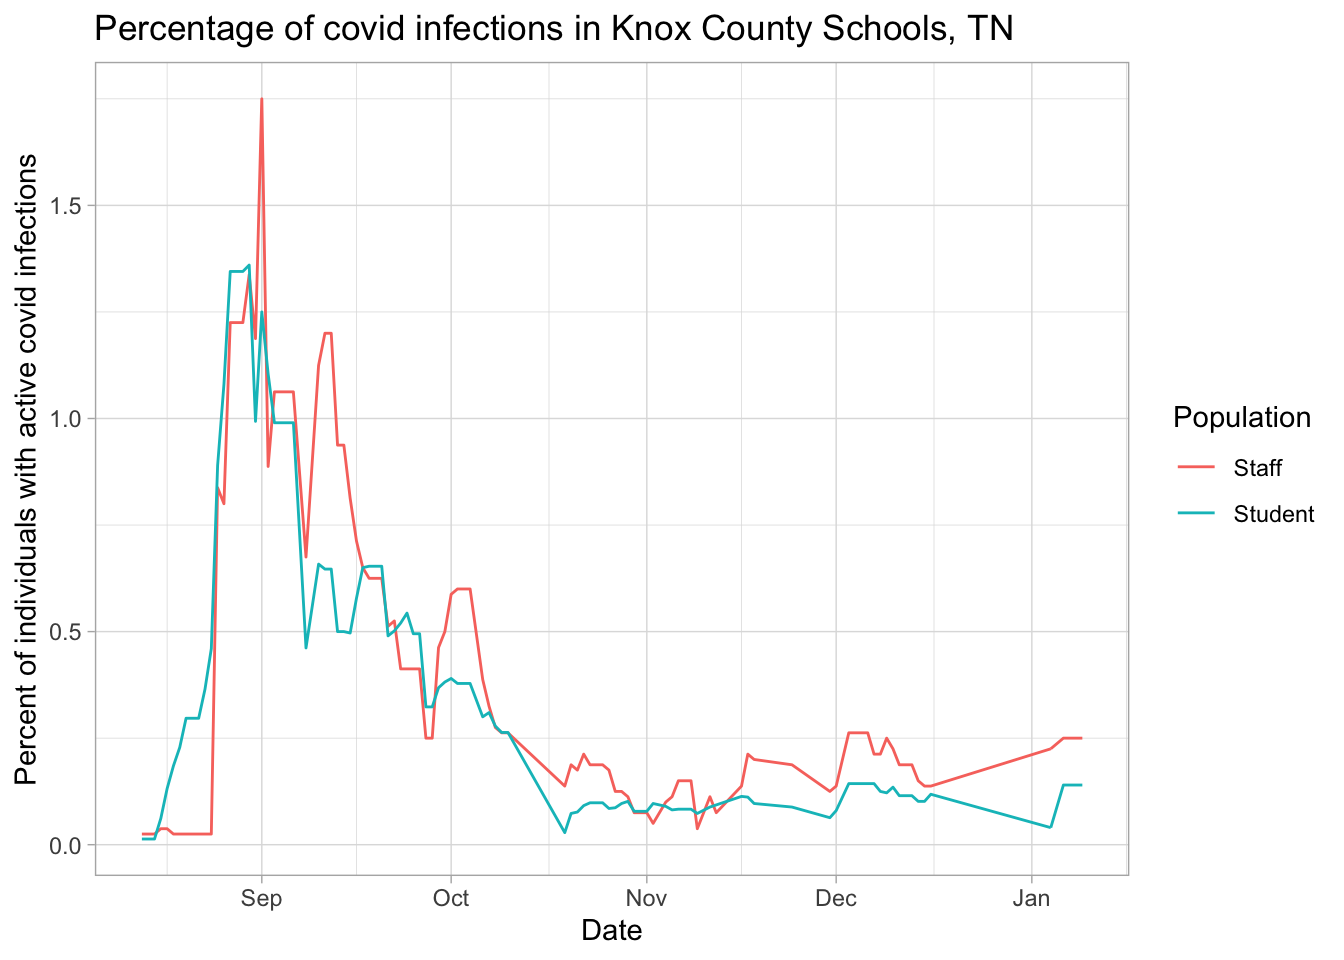 Percentage of covid infections in Knox County Schools, TN
Percent of individuals with active covid infections
1.5
1.0
0.5
0.0
Sep Oct Nov Dec Jan
Date
Population
Staff
Student